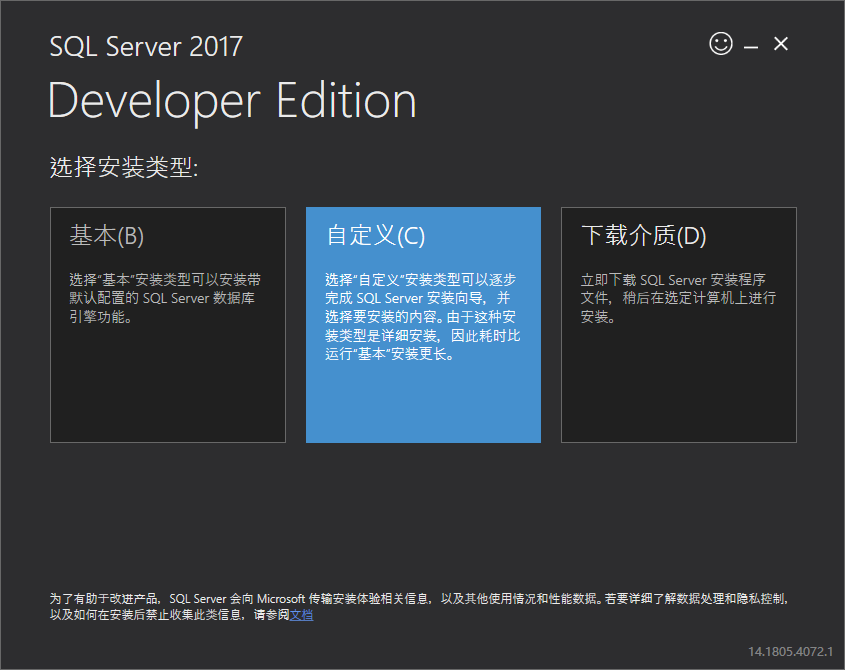 SQL Server 2017
Developer Edition
选择安装类型:
基本(B)
选择“基本”安装类型可以安装带
默认配置的 SQL Server 数据库
引擎功能。
自定义(C)
选择“自定义”安装类型可以逐步
完成 SQL Server 安装向导，并
选择要安装的内容。由于这种安
装类型是详细安装，因此耗时比
运行“基本”安装更长。
下载介质(D)
立即下载 SQL Server 安装程序
文件，稍后在选定计算机上进行
安装。
为了有助于改进产品，SQL Server 会向 Microsoft 传输安装体验相关信息，以及其他使用情况和性能数据。若要详细了解数据处理和隐私控制，
以及如何在安装后禁止收集此类信息，请参阅文档
14.1805.4072.1